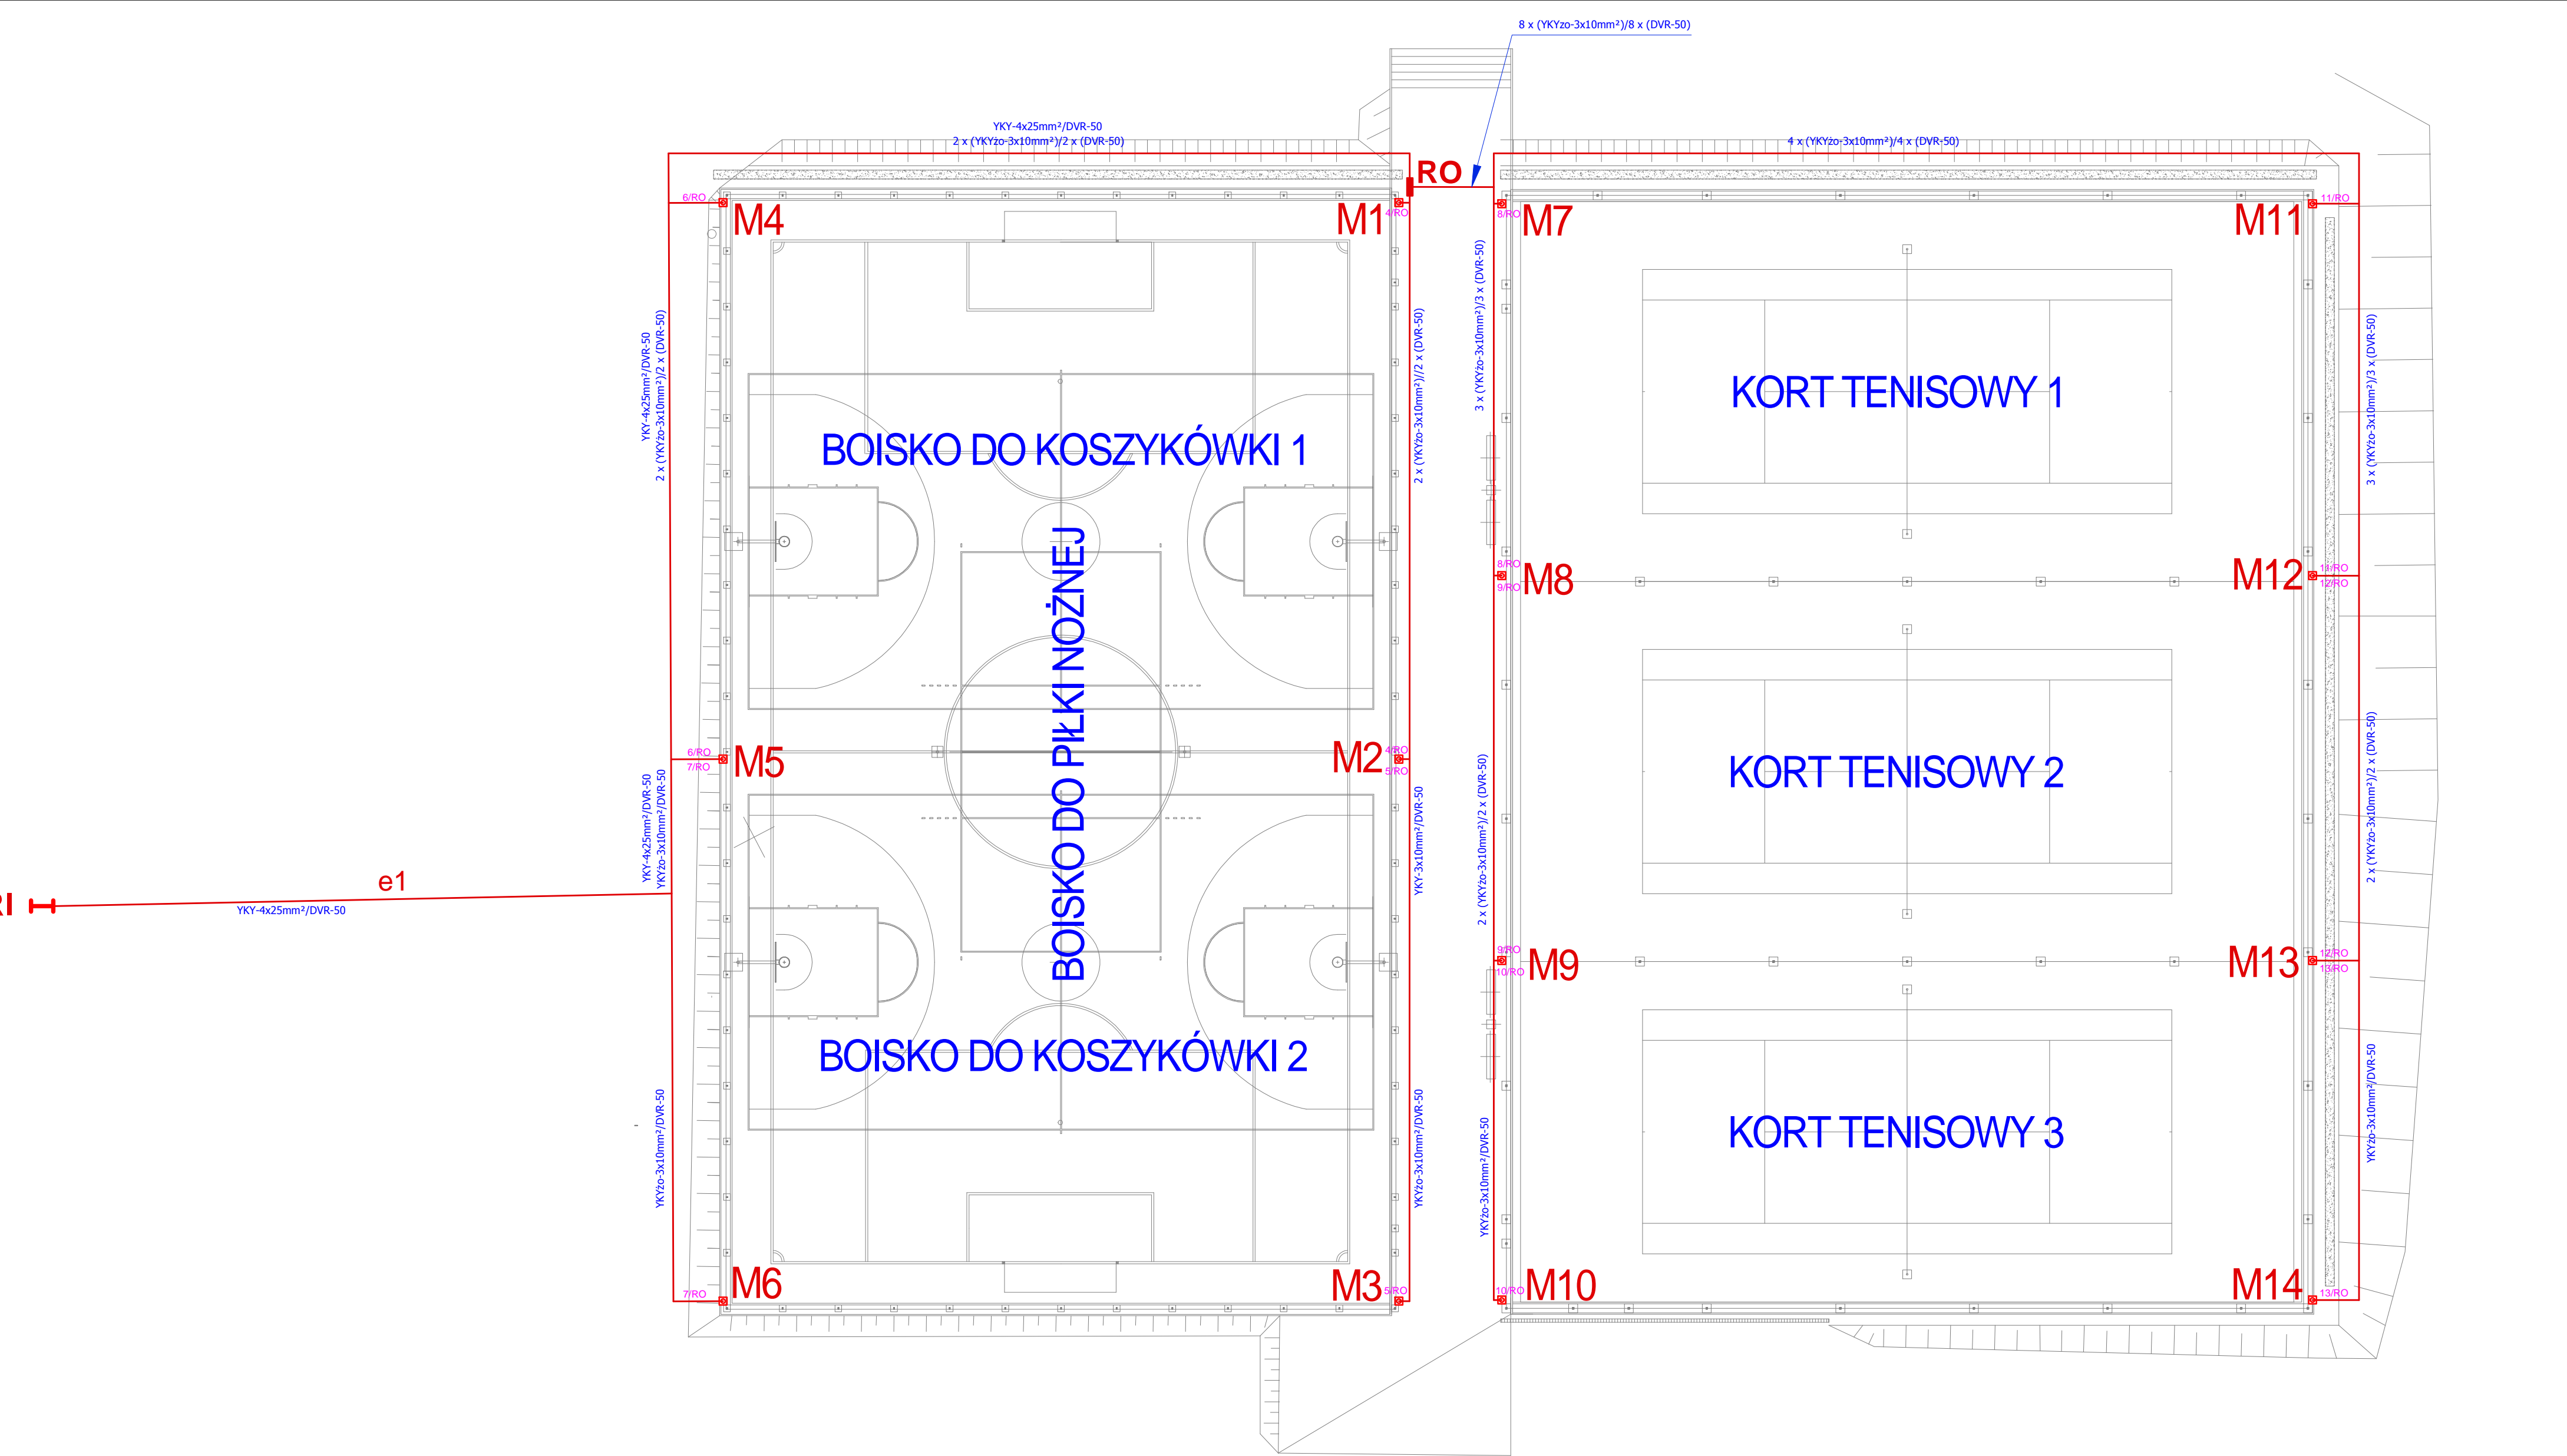 8 x (YKYzo-3x10mm²)/8 x (DVR-50)
YKY-4x25mm²/DVR-50
2 x (YKYżo-3x10mm²)/2 x (DVR-50)
4 x (YKYżo-3x10mm²)/4 x (DVR-50)
RO
6/RO
M4
M1
4/RO
8/RO
M7
M11
11/RO
YKY-4x25mm²/DVR-50
2 x (YKYżo-3x10mm²)/2 x (DVR-50)
2 x (YKYżo-3x10mm²)//2 x (DVR-50)
3 x (YKYżo-3x10mm²)/3 x (DVR-50)
3 x (YKYżo-3x10mm²)/3 x (DVR-50)
BOISKO DO KOSZYKÓWKI 1
KORT TENISOWY 1
BOISKO DO PIŁKI NOŻNEJ
8/RO
9/RO
M8
M12
11/RO
12/RO
6/RO
7/RO
M5
M2
4/RO
5/RO
KORT TENISOWY 2
YKY-4x25mm²/DVR-50
YKYżo-3x10mm²/DVR-50
YKY-3x10mm²/DVR-50
2 x (YKYżo-3x10mm²)/2 x (DVR-50)
2 x (YKYżo-3x10mm²)/2 x (DVR-50)
e1
YKY-4x25mm²/DVR-50
9/RO
10/RO
M9
M13
12/RO
13/RO
BOISKO DO KOSZYKÓWKI 2
KORT TENISOWY 3
YKYżo-3x10mm²/DVR-50
YKYżo-3x10mm²/DVR-50
YKYżo-3x10mm²/DVR-50
YKYżo-3x10mm²/DVR-50
7/RO
M6
M3
5/RO
10/RO
M10
M14
13/RO